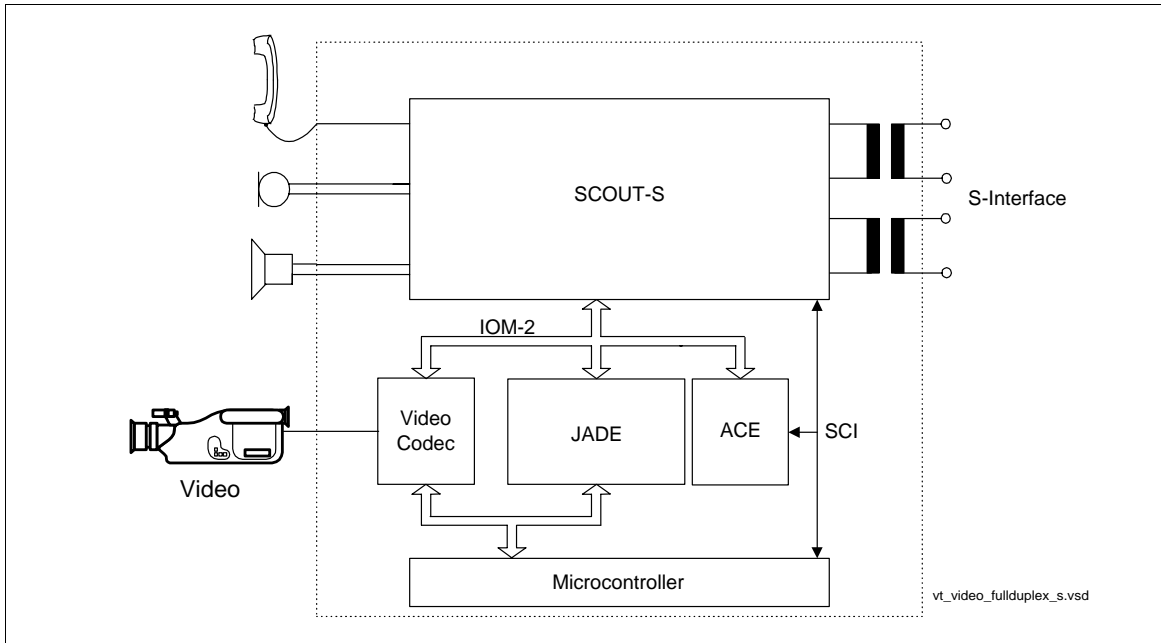 SCOUT-S
S-Interface
IOM-2
Video
Codec
JADE
ACE
SCI
Video
Microcontroller
vt_video_fullduplex_s.vsd